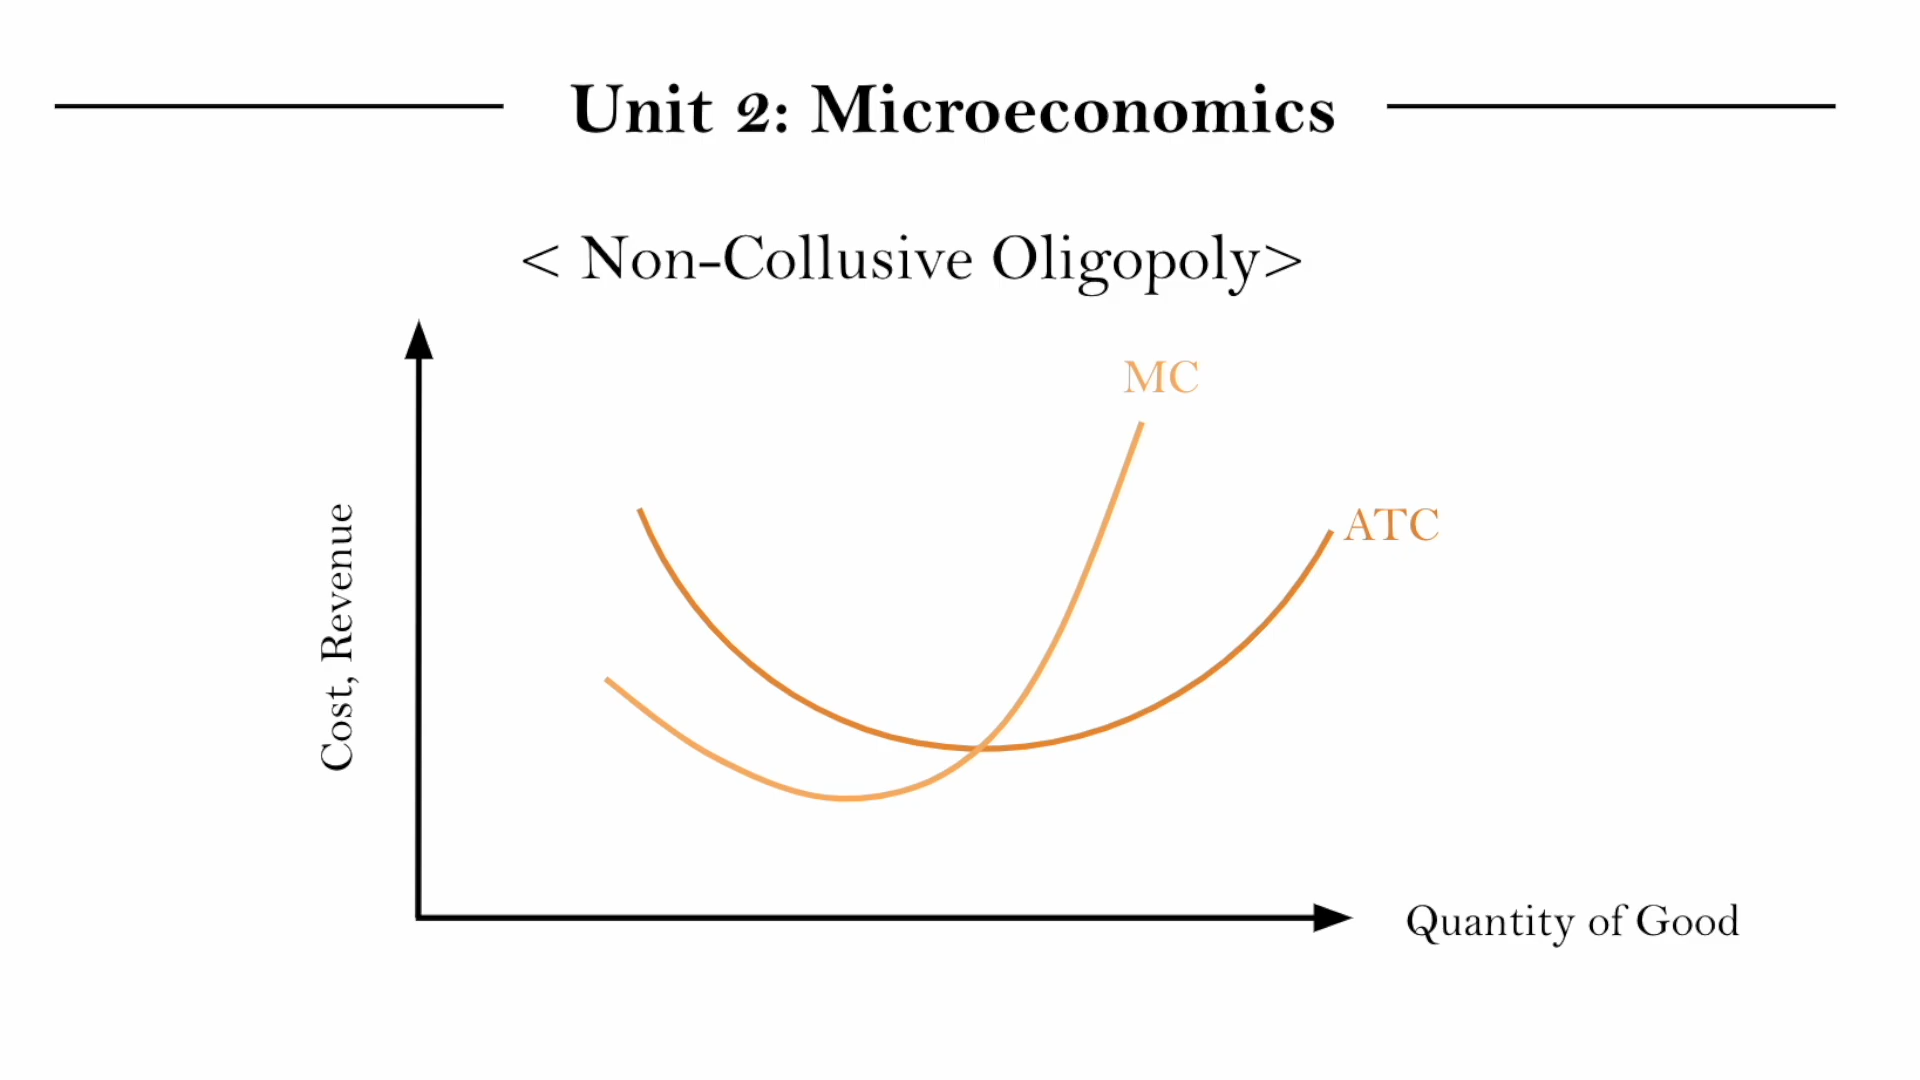 Unit 2: Microeconomics
< Non-Collusive Oligopoly>
MC
ATC
Cost, Revenue
Quantity of Good